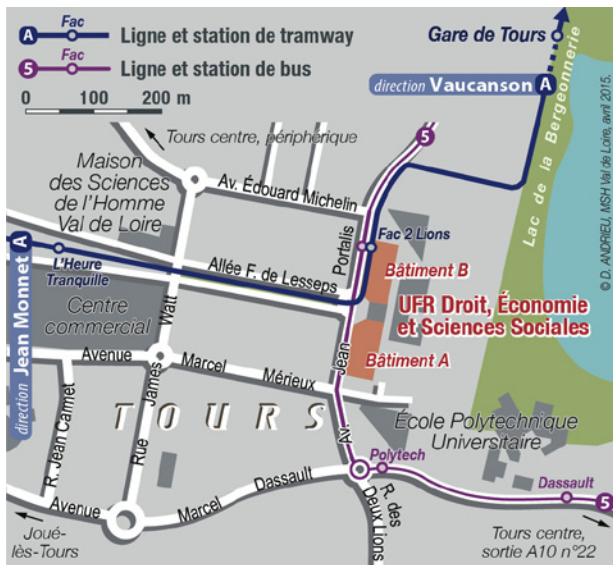 A Fac Ligne et station de tramway
5 Fac Ligne et station de bus
0 100 200 m
Gare de Tours
direction Vaucanson A
Lac de la Bergeonnerie
© D. ANDRIEU, MSH Val de Loire, avril 2015.
5
Tours centre, périphérique
Maison
des Sciences
de l'Homme
Val de Loire
Av. Édouard Michelin
direction Jean Monnet A
L'Heure
Tranquille
Allée F. de Lesseps
Fac 2 Lions
Bâtiment B
UFR Droit, Économie
et Sciences Sociales
Bâtiment A
Av. Jean Portalis
Centre
commercial
Rue James Watt
Avenue Marcel Mérieux
R. Jean Carmet
TOURS
École Polytechnique
Universitaire
Polytech
Dassault
5
Avenue Marcel Dassault
R. des
Deux Lions
Joué-
lès-Tours
Tours centre,
sortie A10 n°22